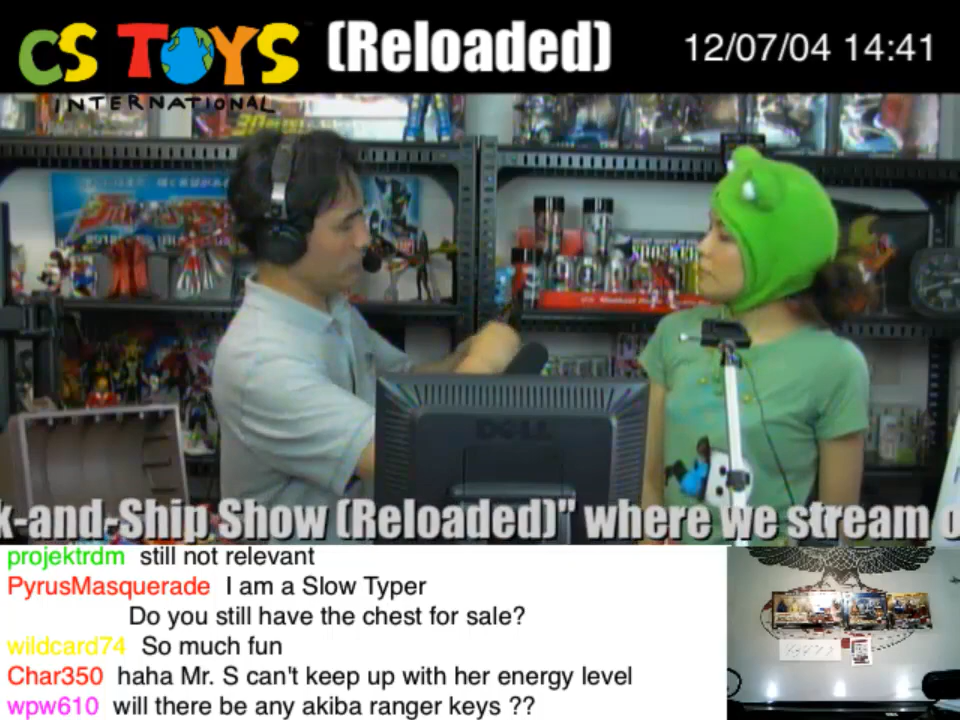 CS TOYS
INTERNATIONAL
(Reloaded)
12/07/04 14:41
DELL
k-and-Ship Show (Reloaded)" where we stream o
projektrdm still not relevant
PyrusMasquerade I am a Slow Typer
Do you still have the chest for sale?
wildcard74 So much fun
Char350 haha Mr. S can't keep up with her energy level
wpw610 will there be any akiba ranger keys ??